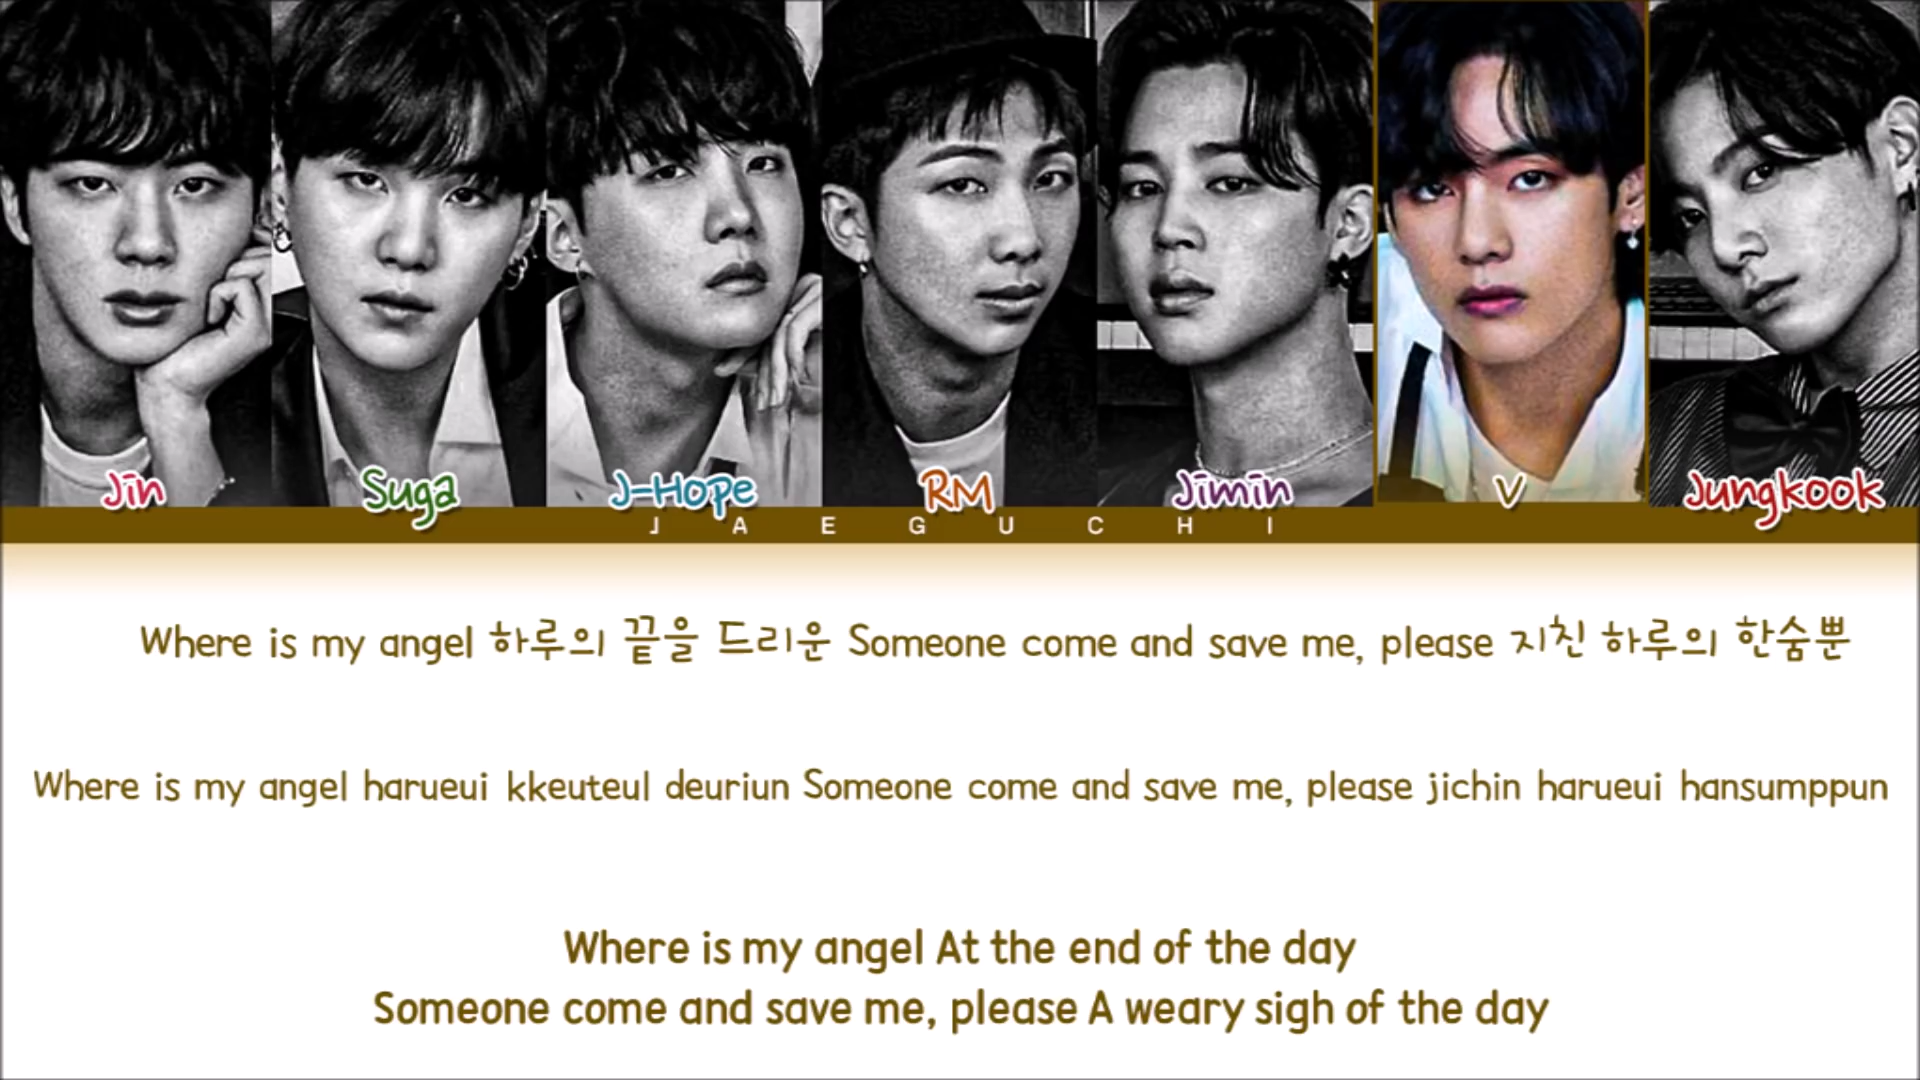 Jin Suga J-Hope RM Jimin V Jungkook
JAEGUCHI
Where is my angel 하루의 끝을 드리운 Someone come and save me, please 지친 하루의 한숨뿐
Where is my angel harueui kkeuteul deuriun Someone come and save me, please jichin harueui hansumppun
Where is my angel At the end of the day
Someone come and save me, please A weary sigh of the day